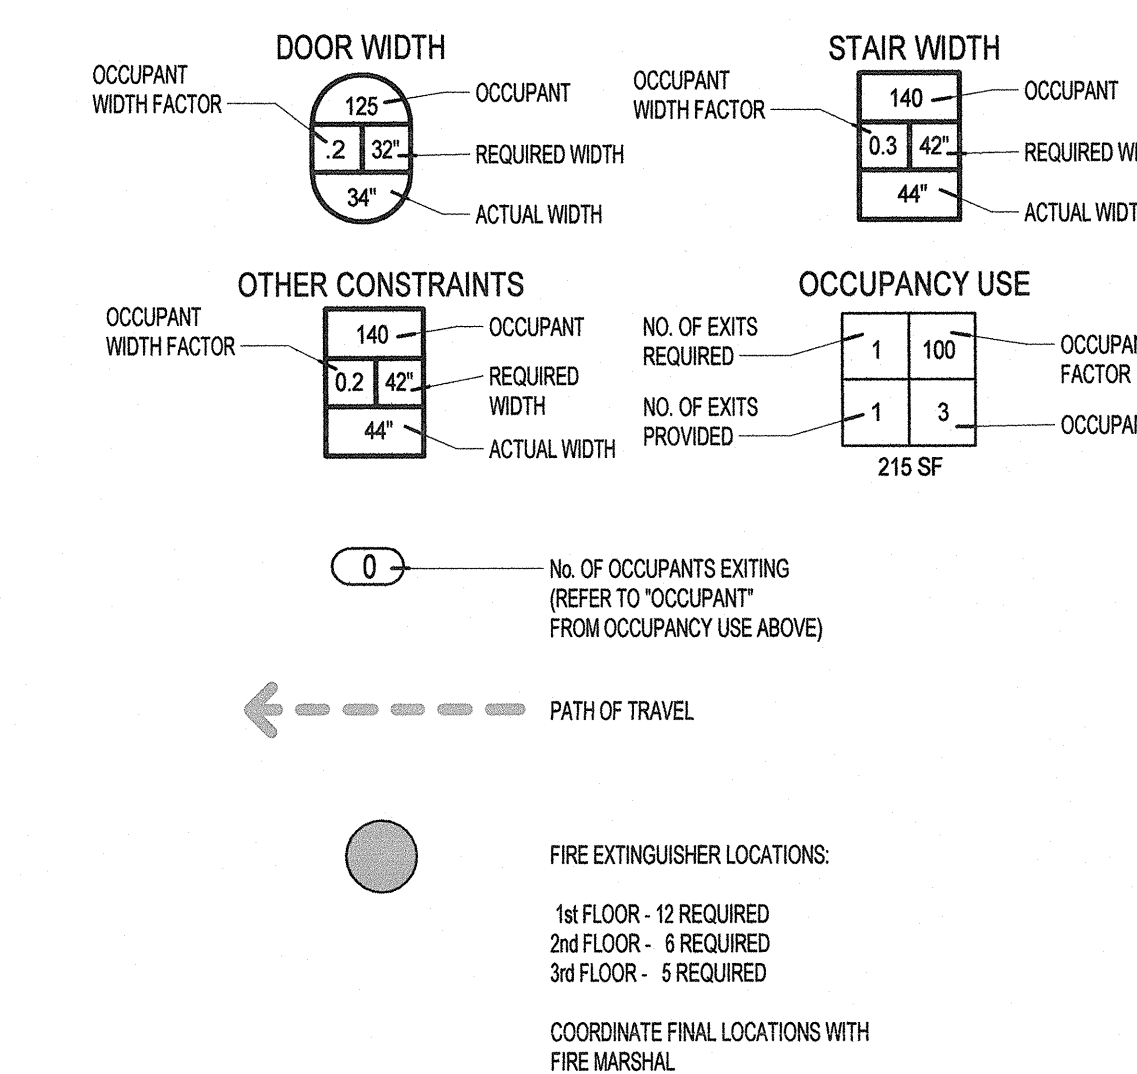 DOOR WIDTH
OCCUPANT
WIDTH FACTOR
125
OCCUPANT
.2
32"
REQUIRED WIDTH
34"
ACTUAL WIDTH
STAIR WIDTH
OCCUPANT
WIDTH FACTOR
140
OCCUPANT
0.3
42"
REQUIRED
44"
ACTUAL
OTHER CONSTRAINTS
OCCUPANT
WIDTH FACTOR
140
OCCUPANT
0.2
42"
REQUIRED
WIDTH
44"
ACTUAL WIDTH
OCCUPANCY USE
NO. OF EXITS
REQUIRED
1
100
FACTOR
NO. OF EXITS
PROVIDED
1
3
215 SF
0
No. OF OCCUPANTS EXITING
(REFER TO "OCCUPANT"
FROM OCCUPANCY USE ABOVE)
PATH OF TRAVEL
FIRE EXTINGUISHER LOCATIONS:
1st FLOOR - 12 REQUIRED
2nd FLOOR - 6 REQUIRED
3rd FLOOR - 5 REQUIRED
COORDINATE FINAL LOCATIONS WITH
FIRE MARSHAL